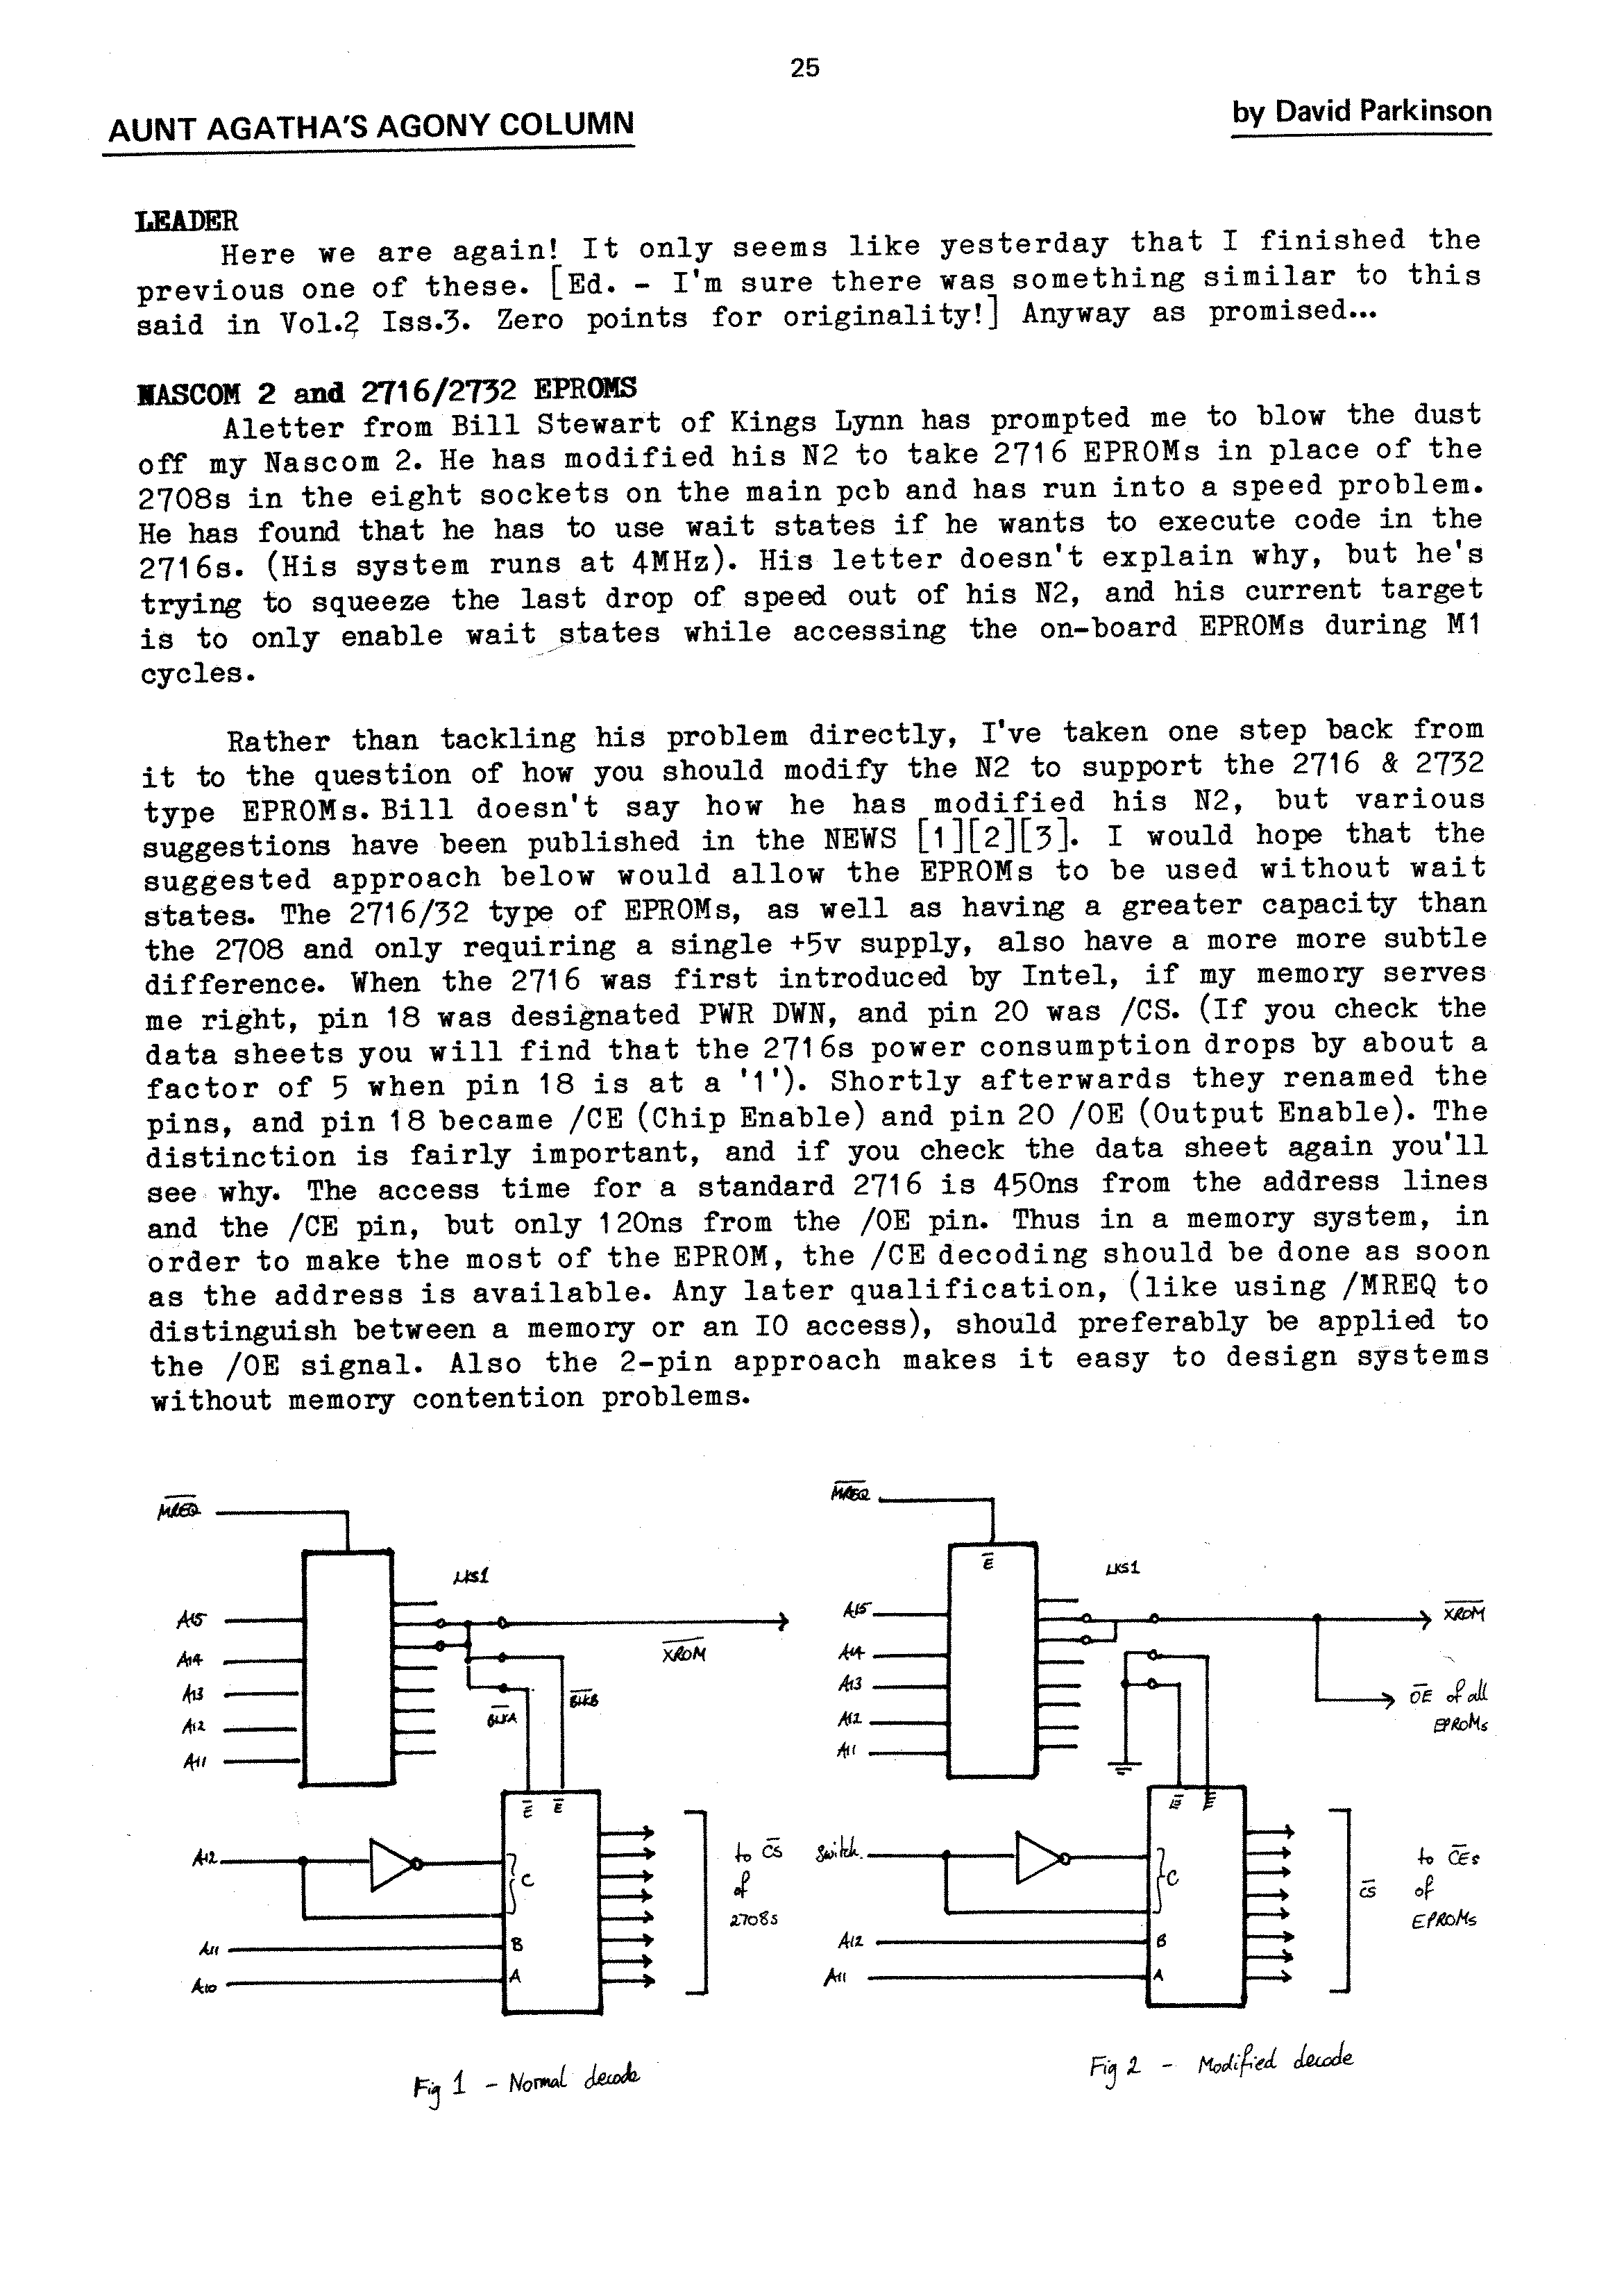 25
AUNT AGATHA'S AGONY COLUMN
by David Parkinson
LEADER
Here we are again! It only seems like yesterday that I finished the
previous one of these. [Ed. - I'm sure there was something similar to this
said in Vol.2 Iss.3. Zero points for originality!] Anyway as promised...
NASCOM 2 and 2716/2732 EPROMS
Aletter from Bill Stewart of Kings Lynn has prompted me to blow the dust
off my Nascom 2. He has modified his N2 to take 2716 EPROMs in place of the
2708s in the eight sockets on the main pcb and has run into a speed problem.
He has found that he has to use wait states if he wants to execute code in the
2716s. (His system runs at 4MHz). His letter doesn't explain why, but he's
trying to squeeze the last drop of speed out of his N2, and his current target
is to only enable wait states while accessing the on-board EPROMs during M1
cycles.
Rather than tackling his problem directly, I've taken one step back from
it to the question of how you should modify the N2 to support the 2716 & 2732
type EPROMs. Bill doesn't say how he has modified his N2, but various
suggestions have been published in the NEWS [1][2][3]. I would hope that the
suggested approach below would allow the EPROMs to be used without wait
states. The 2716/32 type of EPROMs, as well as having a greater capacity than
the 2708 and only requiring a single +5v supply, also have a more more subtle
difference. When the 2716 was first introduced by Intel, if my memory serves
me right, pin 18 was designated PWR DWN, and pin 20 was /CS. (If you check the
data sheets you will find that the 2716s power consumption drops by about a
factor of 5 when pin 18 is at a '1'). Shortly afterwards they renamed the
pins, and pin 18 became /CE (Chip Enable) and pin 20 /OE (Output Enable). The
distinction is fairly important, and if you check the data sheet again you'll
see why. The access time for a standard 2716 is 450ns from the address lines
and the /CE pin, but only 120ns from the /OE pin. Thus in a memory system, in
order to make the most of the EPROM, the /CE decoding should be done as soon
as the address is available. Any later qualification, (like using /MREQ to
distinguish between a memory or an IO access), should preferably be applied to
the /OE signal. Also the 2-pin approach makes it easy to design systems
without memory contention problems.
MREQ
LKS1
A15
A14
A13
A12
A11
XROM
BLKB
BLKA
E E
A12
C
A11
B
A10
A
to CS
of
2708s
Fig 1 - Normal decode
MREQ
E
LKS1
A15
A14
A13
A12
A11
XROM
OE of all
EPROMs
E E
Switch
C
A12
B
A11
A
CS
to CEs
of
EPROMs
Fig 2 - Modified decode